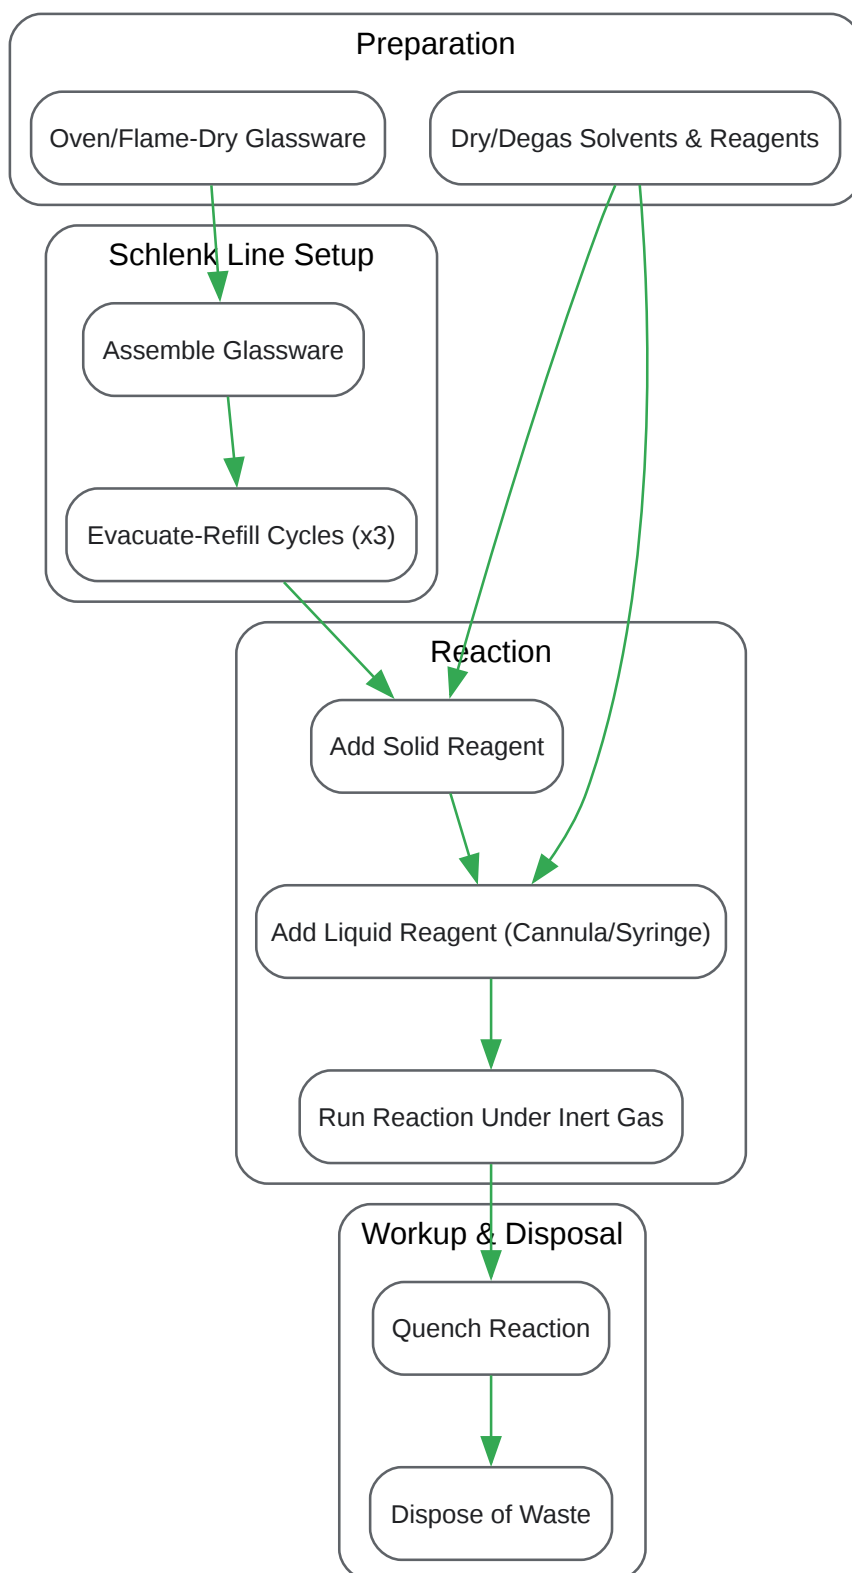 Preparation
Oven/Flame-Dry Glassware
Dry/Degas Solvents & Reagents
Schlenk Line Setup
Assemble Glassware
Evacuate-Refill Cycles (x3)
Reaction
Add Solid Reagent
Add Liquid Reagent (Cannula/Syringe)
Run Reaction Under Inert Gas
Workup & Disposal
Quench Reaction
Dispose of Waste